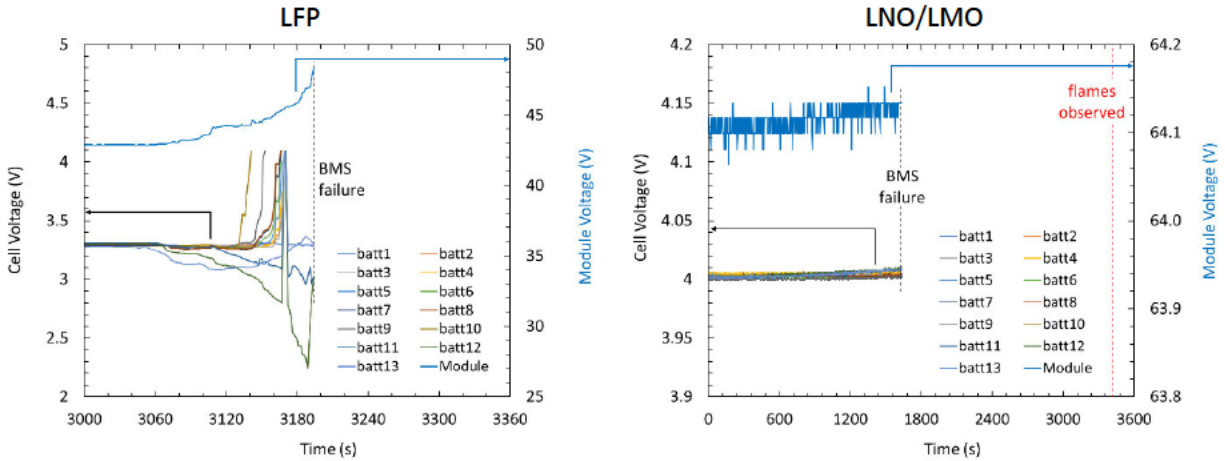 LFP
5
4.5
4
3.5
3
2.5
2
Cell Voltage (V)
50
45
40
35
30
25
Module Voltage (V)
3000 3060 3120 3180 3240 3300 3360
Time (s)
BMS
failure
batt1 batt2
batt3 batt4
batt5 batt6
batt7 batt8
batt9 batt10
batt11 batt12
batt13 Module
LNO/LMO
4.2
4.15
4.1
4.05
4
3.95
3.9
Cell Voltage (V)
64.2
64.1
64.0
63.9
63.8
Module Voltage (V)
0 600 1200 1800 2400 3000 3600
Time (s)
flames
observed
BMS
failure
batt1 batt2
batt3 batt4
batt5 batt6
batt7 batt8
batt9 batt10
batt11 batt12
batt13 Module